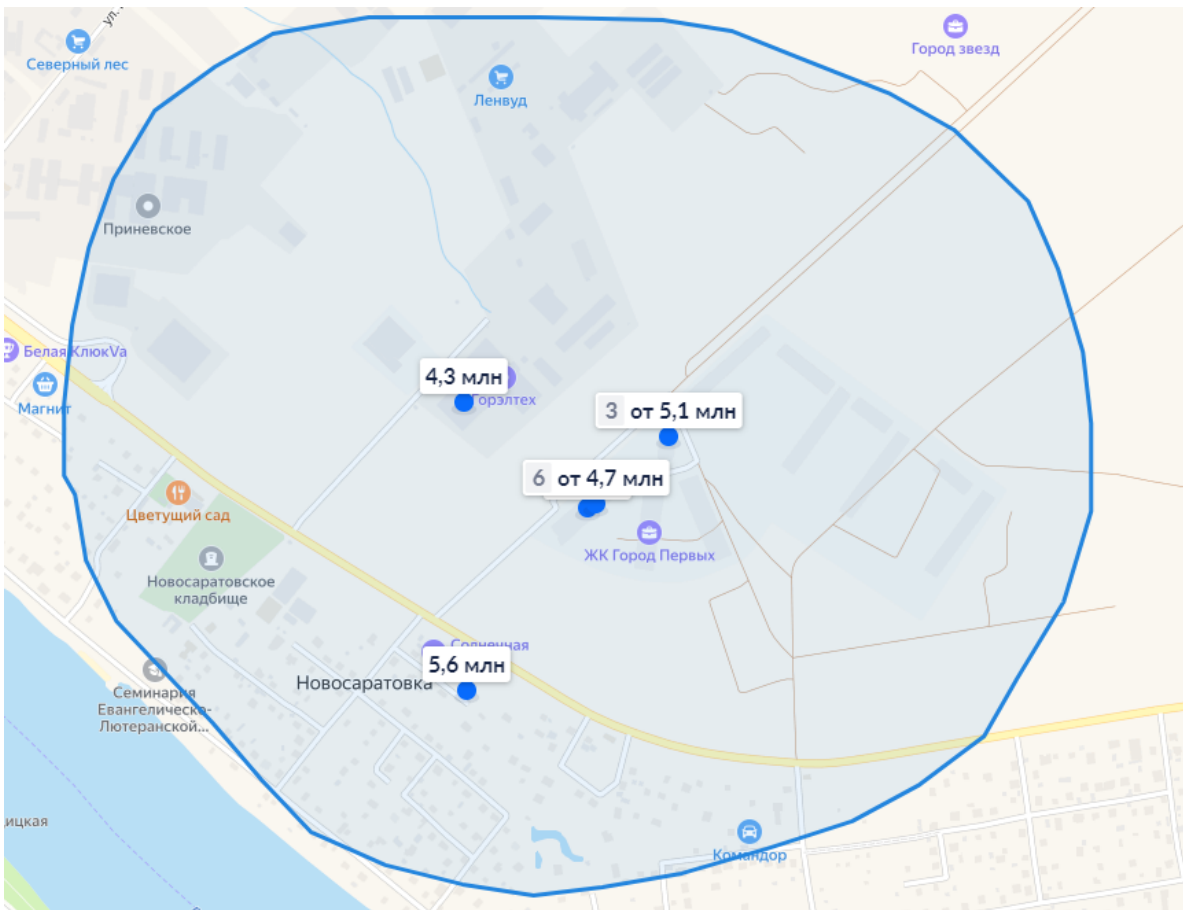 ул.
Город звезд
Северный лес
Ленвуд
Приневское
Белая КлюкVa
4,3 млн
Магнит
Горэлтех
3 от 5,1 млн
6 от 4,7 млн
Цветущий сад
ЖК Город Первых
Новосаратовское
кладбище
Солнечная
5,6 млн
Новосаратовка
Семинария
Евангелическо-
Лютеранской...
ицкая
Командор